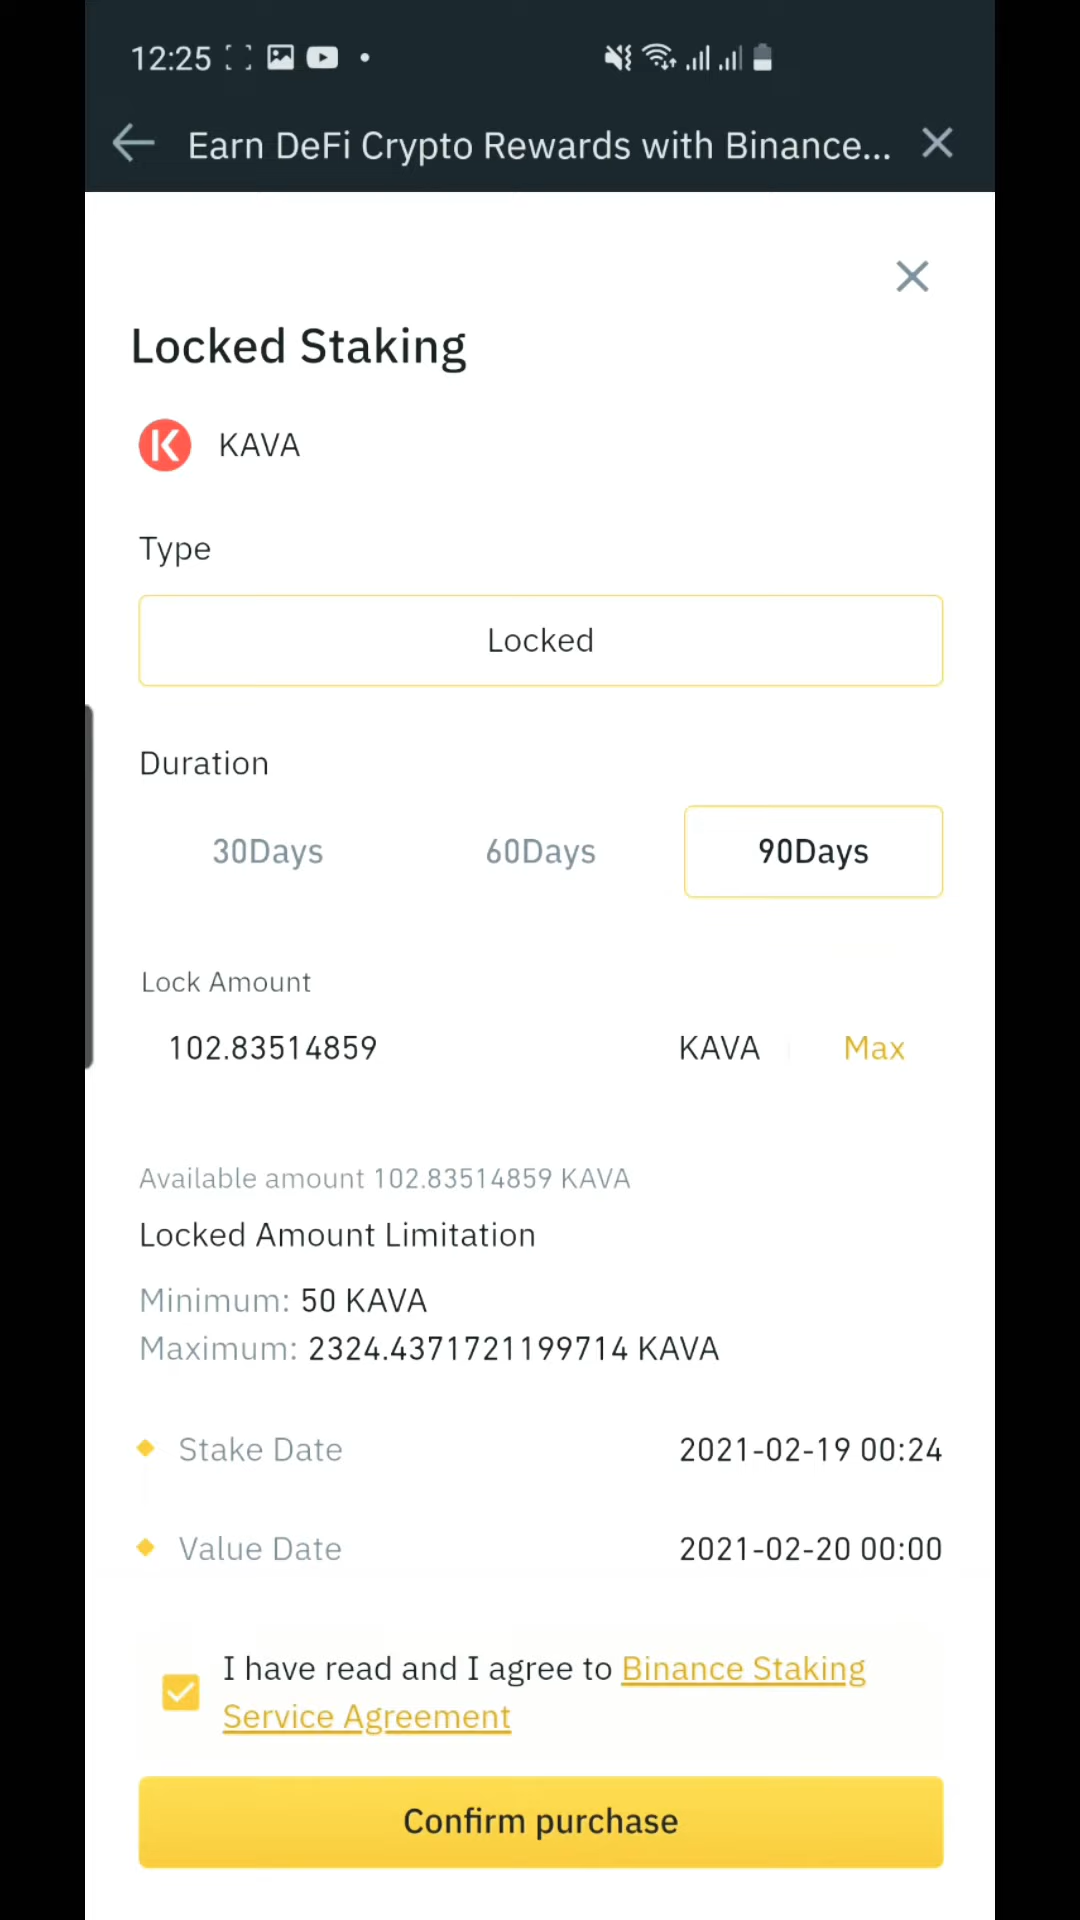 12:25
Earn DeFi Crypto Rewards with Binance...
Locked Staking
KAVA
Type
Locked
Duration
30Days 60Days 90Days
Lock Amount
102.83514859 KAVA Max
Available amount 102.83514859 KAVA
Locked Amount Limitation
Minimum: 50 KAVA
Maximum: 2324.4371721199714 KAVA
Stake Date 2021-02-19 00:24
Value Date 2021-02-20 00:00
I have read and I agree to Binance Staking
Service Agreement
Confirm purchase